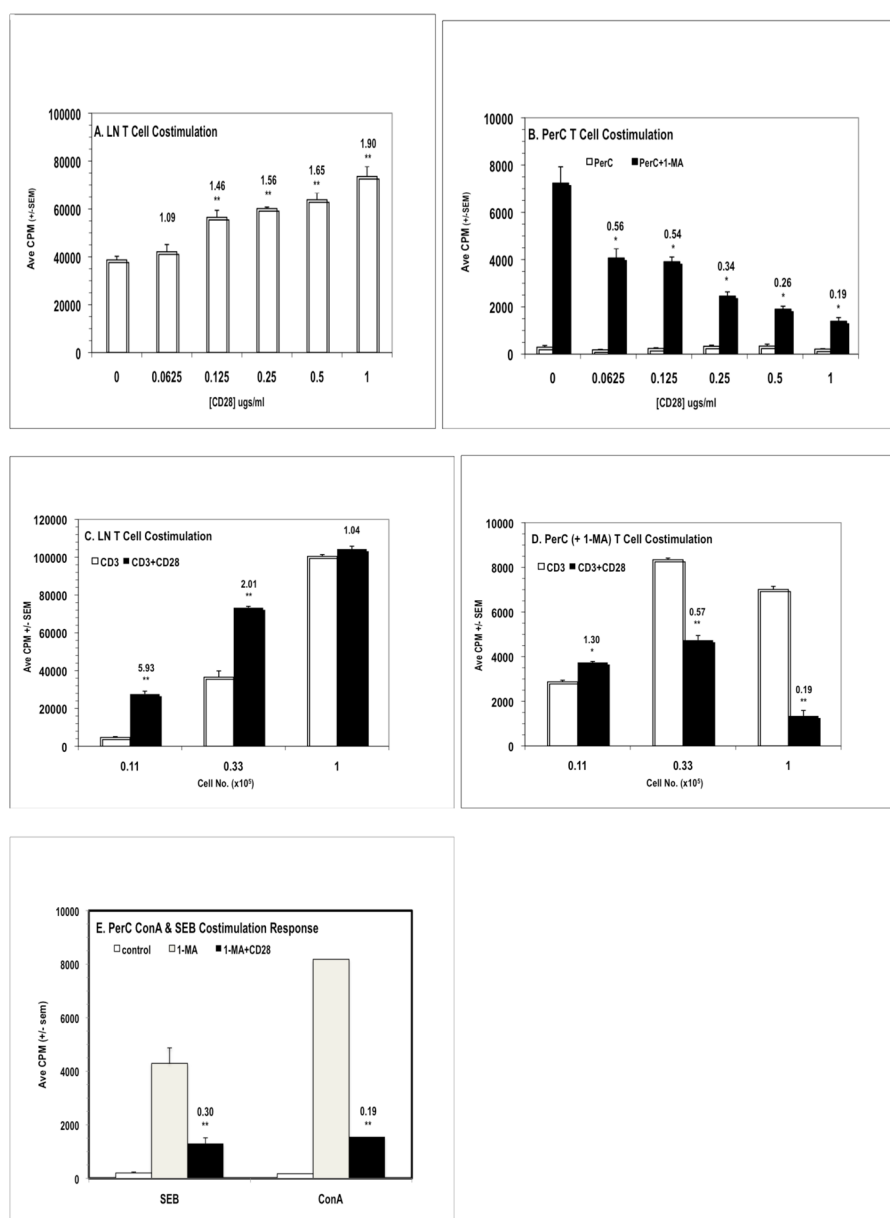 A. LN T Cell Costimulation
Ave CPM (+/-SEM)
100000
80000
60000
40000
20000
0
1.09
1.46
**
1.56
**
1.65
**
1.90
**
0 0.0625 0.125 0.25 0.5 1
[CD28] ugs/ml
B. PerC T Cell Costimulation
PerC PerC+1-MA
Ave CPM (+/-SEM)
10000
8000
6000
4000
2000
0
0.56
*
0.54
*
0.34
*
0.26
*
0.19
*
0 0.0625 0.125 0.25 0.5 1
[CD28] ugs/ml
C. LN T Cell Costimulation
CD3 CD3+CD28
Ave CPM +/- SEM
120000
100000
80000
60000
40000
20000
0
5.93
**
2.01
**
1.04
0.11 0.33 1
Cell No. (x10⁵)
D. PerC (+ 1-MA) T Cell Costimulation
CD3 CD3+CD28
Ave CPM +/- SEM
10000
8000
6000
4000
2000
0
1.30
*
0.57
**
0.19
**
0.11 0.33 1
Cell No. (x10⁵)
E. PerC ConA & SEB Costimulation Response
control 1-MA 1-MA+CD28
Ave CPM (+/- sem)
10000
8000
6000
4000
2000
0
0.30
**
0.19
**
SEB ConA